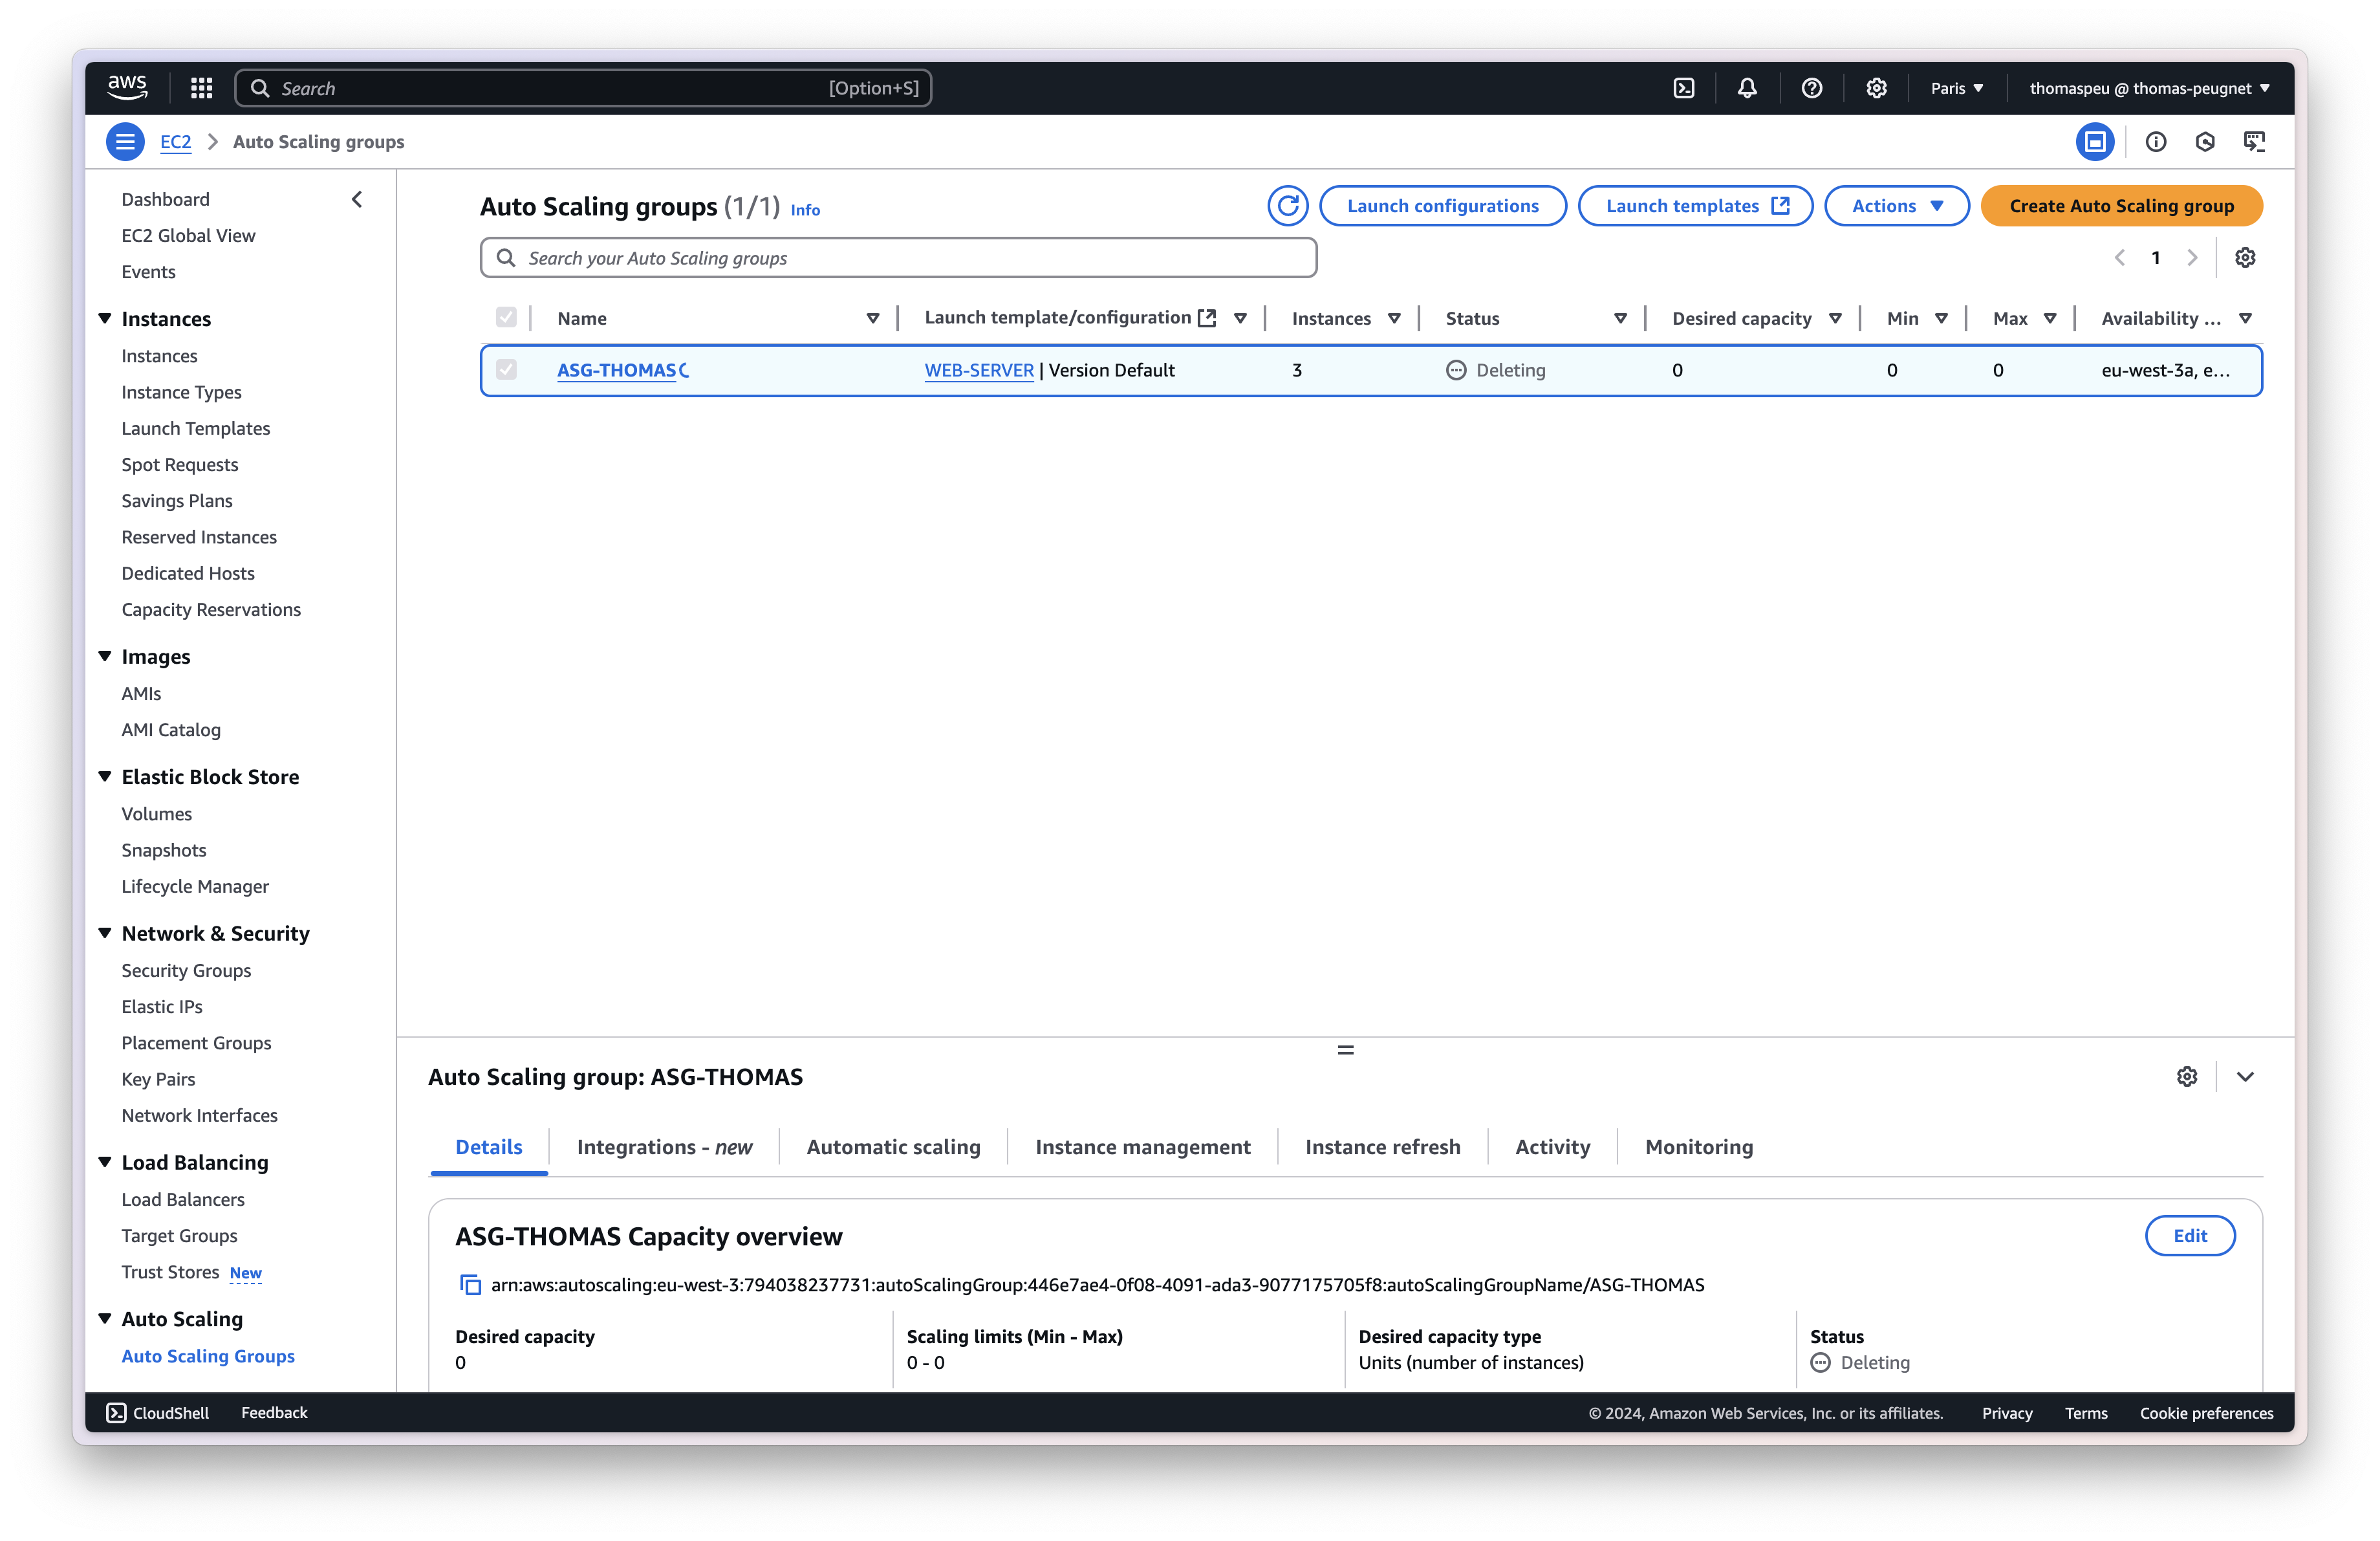 aws
Search [Option+S]
Paris
thomaspeu @ thomas-peugnet
EC2 Auto Scaling groups
Dashboard
EC2 Global View
Events
Instances
Instances
Instance Types
Launch Templates
Spot Requests
Savings Plans
Reserved Instances
Dedicated Hosts
Capacity Reservations
Images
AMIs
AMI Catalog
Elastic Block Store
Volumes
Snapshots
Lifecycle Manager
Network & Security
Security Groups
Elastic IPs
Placement Groups
Key Pairs
Network Interfaces
Load Balancing
Load Balancers
Target Groups
Trust Stores New
Auto Scaling
Auto Scaling Groups
Auto Scaling groups (1/1) Info
Launch configurations
Launch templates
Actions
Create Auto Scaling group
Search your Auto Scaling groups
1
Name Launch template/configuration Instances Status Desired capacity Min Max Availability ...
ASG-THOMAS WEB-SERVER | Version Default 3 Deleting 0 0 0 eu-west-3a, e...
Auto Scaling group: ASG-THOMAS
Details Integrations - new Automatic scaling Instance management Instance refresh Activity Monitoring
ASG-THOMAS Capacity overview
Edit
arn:aws:autoscaling:eu-west-3:794038237731:autoScalingGroup:446e7ae4-0f08-4091-ada3-9077175705f8:autoScalingGroupName/ASG-THOMAS
Desired capacity Scaling limits (Min - Max) Desired capacity type Status
0 0 - 0 Units (number of instances) Deleting
CloudShell Feedback © 2024, Amazon Web Services, Inc. or its affiliates. Privacy Terms Cookie preferences